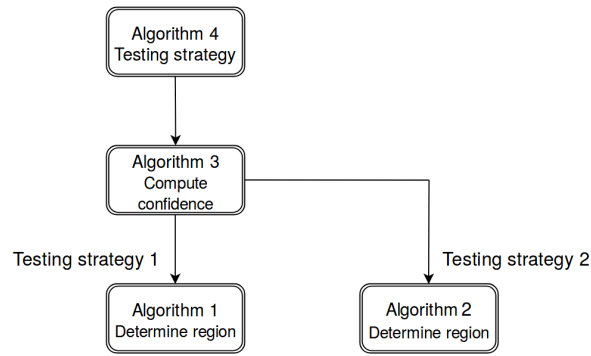 Algorithm 4
Testing strategy
Algorithm 3
Compute
confidence
Testing strategy 1
Testing strategy 2
Algorithm 1
Determine region
Algorithm 2
Determine region